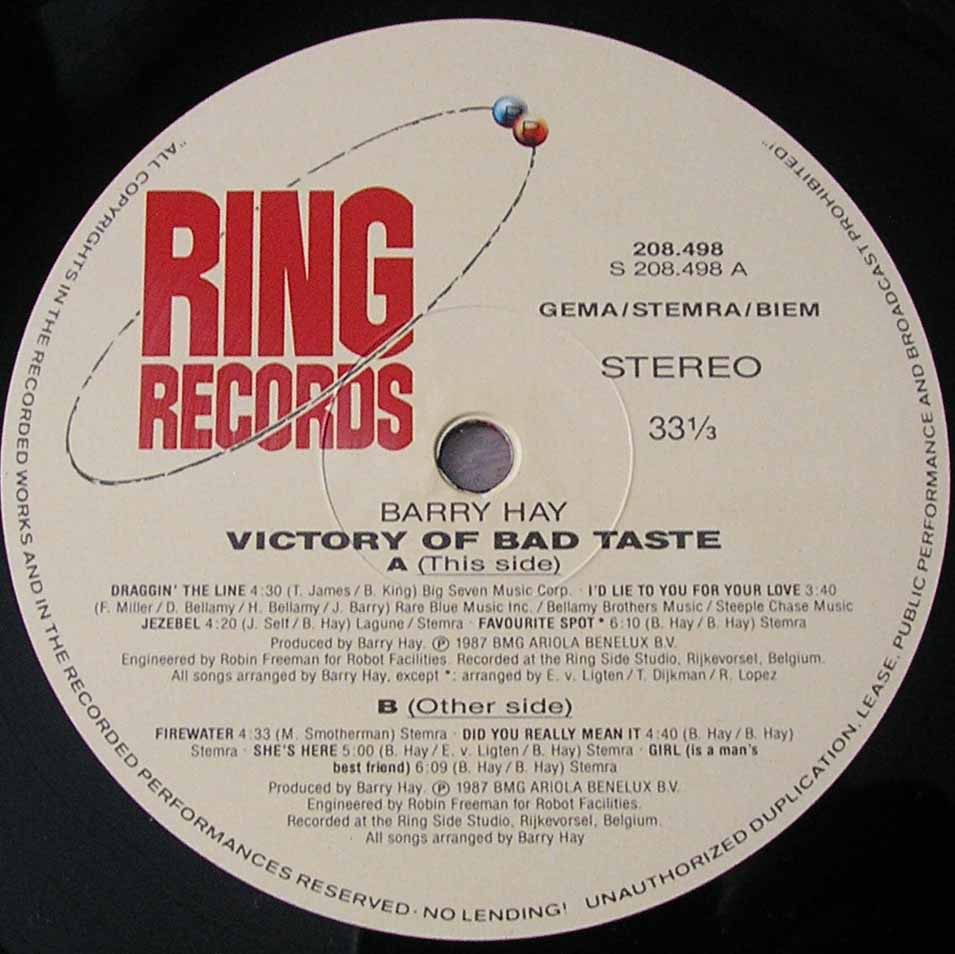 RING
RECORDS
R
R
208.498
S 208.498 A
GEMA/STEMRA/BIEM
STEREO
33⅓
BARRY HAY
VICTORY OF BAD TASTE
A (This side)
DRAGGIN' THE LINE 4:30 (T. James / B. King) Big Seven Music Corp. · I'D LIE TO YOU FOR YOUR LOVE 3:40
(F. Miller / D. Bellamy / H. Bellamy / J. Barry) Rare Blue Music Inc. / Bellamy Brothers Music / Steeple Chase Music
JEZEBEL 4:20 (J. Self / B. Hay) Lagune / Stemra · FAVOURITE SPOT * 6:10 (B. Hay / B. Hay) Stemra
Produced by Barry Hay. Ⓟ 1987 BMG ARIOLA BENELUX B.V.
Engineered by Robin Freeman for Robot Facilities. Recorded at the Ring Side Studio, Rijkevorsel, Belgium.
All songs arranged by Barry Hay, except *: arranged by E. v. Ligten / T. Dijkman / R. Lopez
B (Other side)
FIREWATER 4:33 (M. Smotherman) Stemra · DID YOU REALLY MEAN IT 4:40 (B. Hay / B. Hay)
Stemra · SHE'S HERE 5:00 (B. Hay / E. v. Ligten / B. Hay) Stemra · GIRL (is a man's
best friend) 6:09 (B. Hay / B. Hay) Stemra
Produced by Barry Hay. Ⓟ 1987 BMG ARIOLA BENELUX B.V.
Engineered by Robin Freeman for Robot Facilities.
Recorded at the Ring Side Studio, Rijkevorsel, Belgium.
All songs arranged by Barry Hay
"ALL COPYRIGHTS IN THE RECORDED WORKS AND IN THE RECORDED PERFORMANCES RESERVED · NO LENDING! UNAUTHORIZED DUPLICATION, LEASE, PUBLIC PERFORMANCE AND BROADCAST PROHIBITED!"